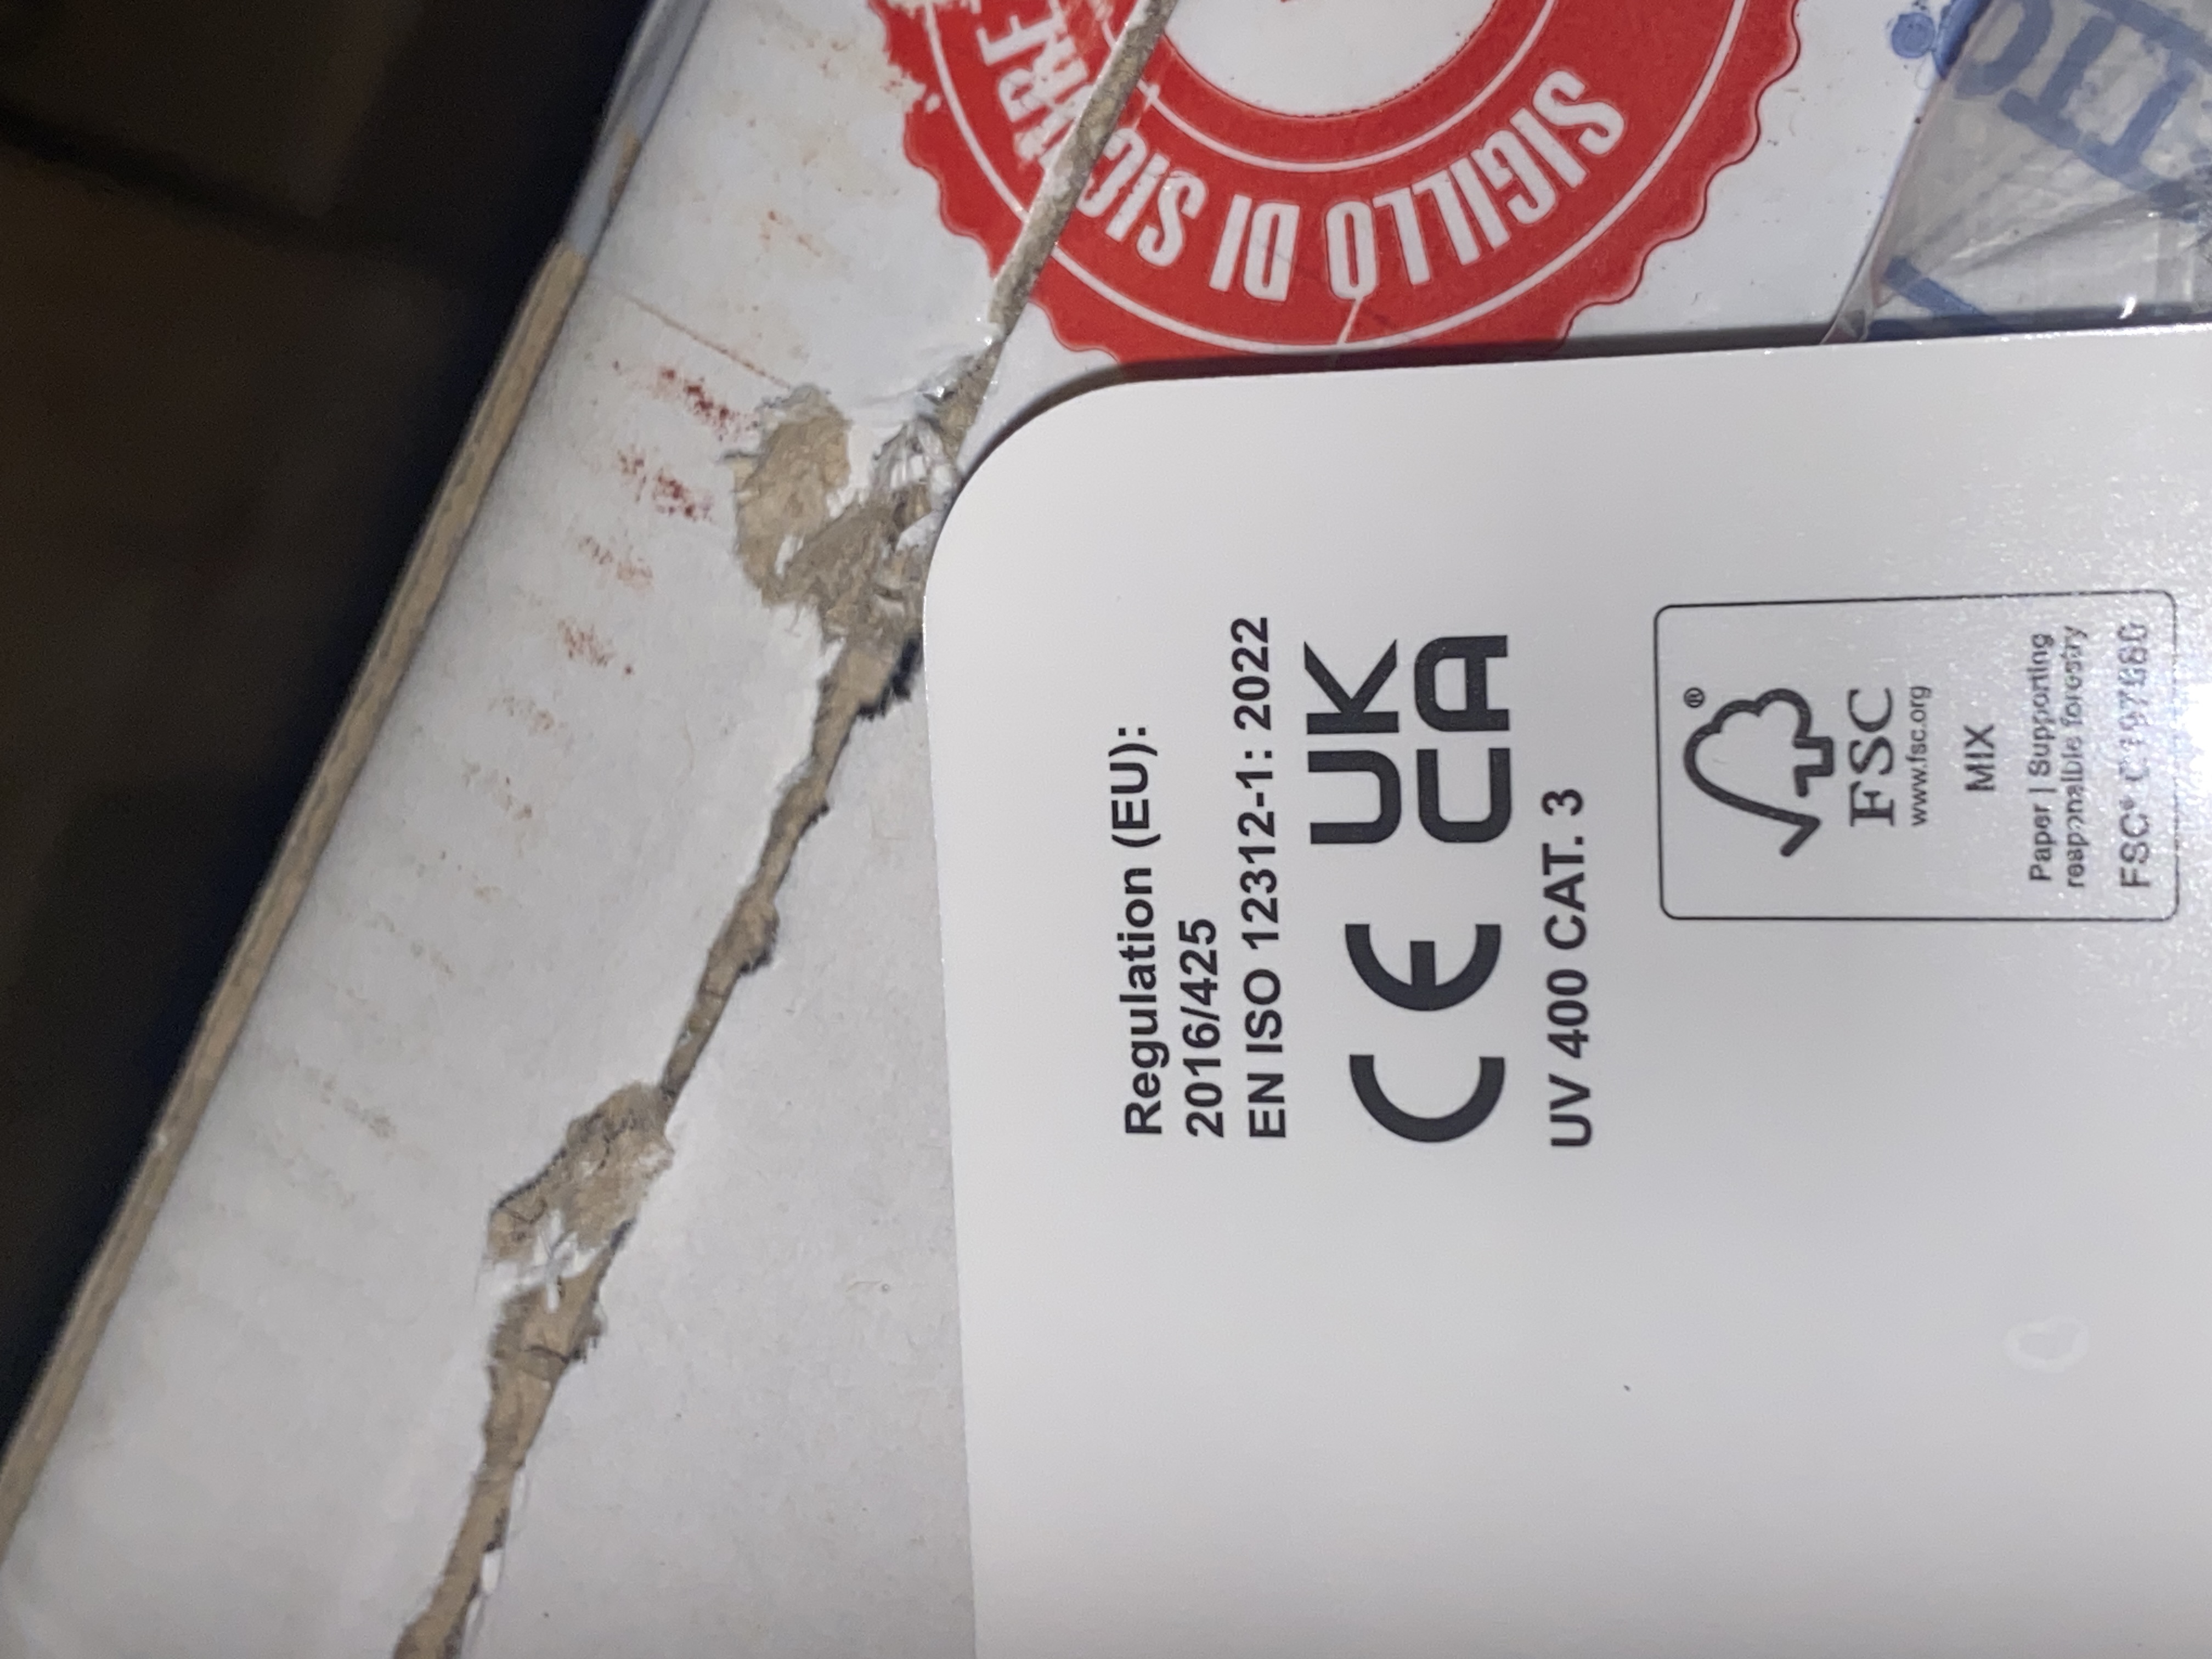 SIGILLO DI
Regulation (EU):
2016/425
EN ISO 12312-1: 2022
CE UK
CA
UV 400 CAT. 3
FSC
www.fsc.org
MIX
Paper | Supporting
responsible forestry